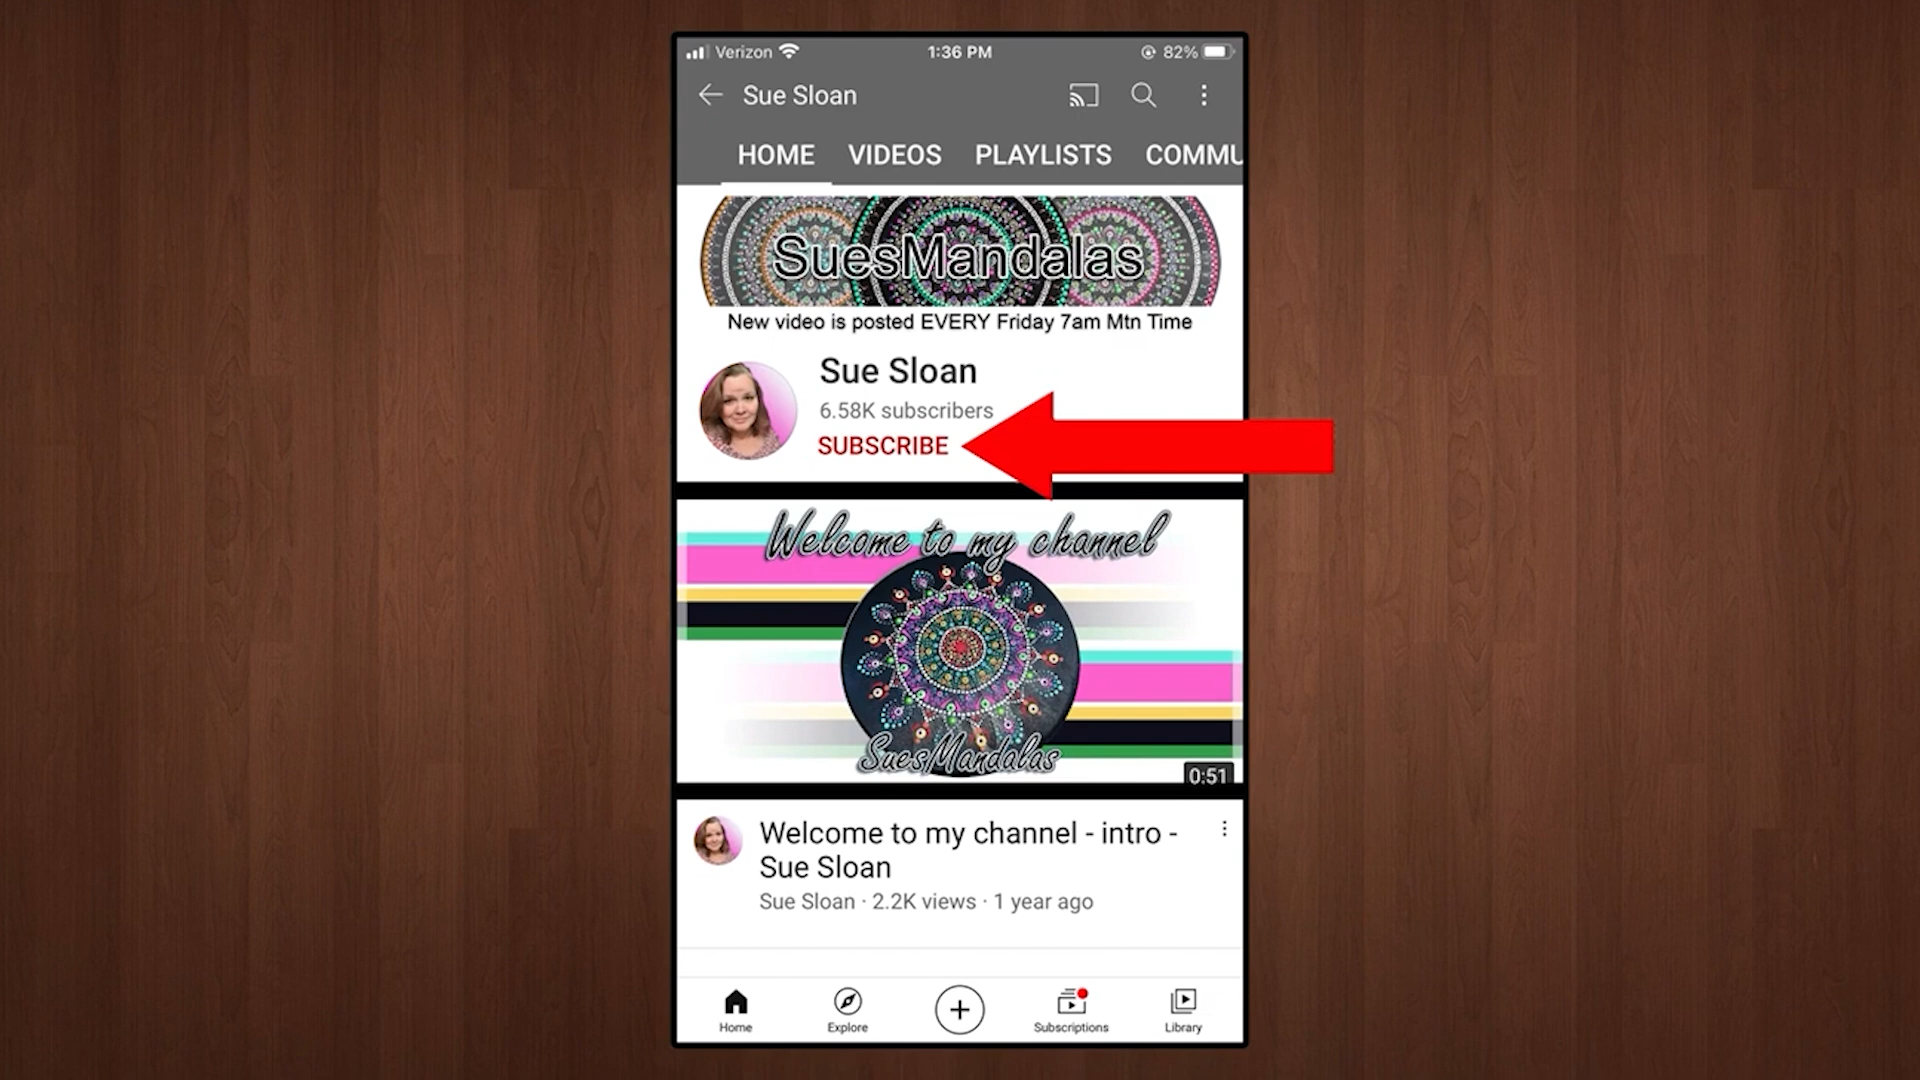 Verizon 1:36 PM 82%
Sue Sloan
HOME VIDEOS PLAYLISTS COMMU
SuesMandalas
New video is posted EVERY Friday 7am Mtn Time
Sue Sloan
6.58K subscribers
SUBSCRIBE
Welcome to my channel
SuesMandalas
0:51
Welcome to my channel - intro -
Sue Sloan
Sue Sloan · 2.2K views · 1 year ago
Home Explore Subscriptions Library